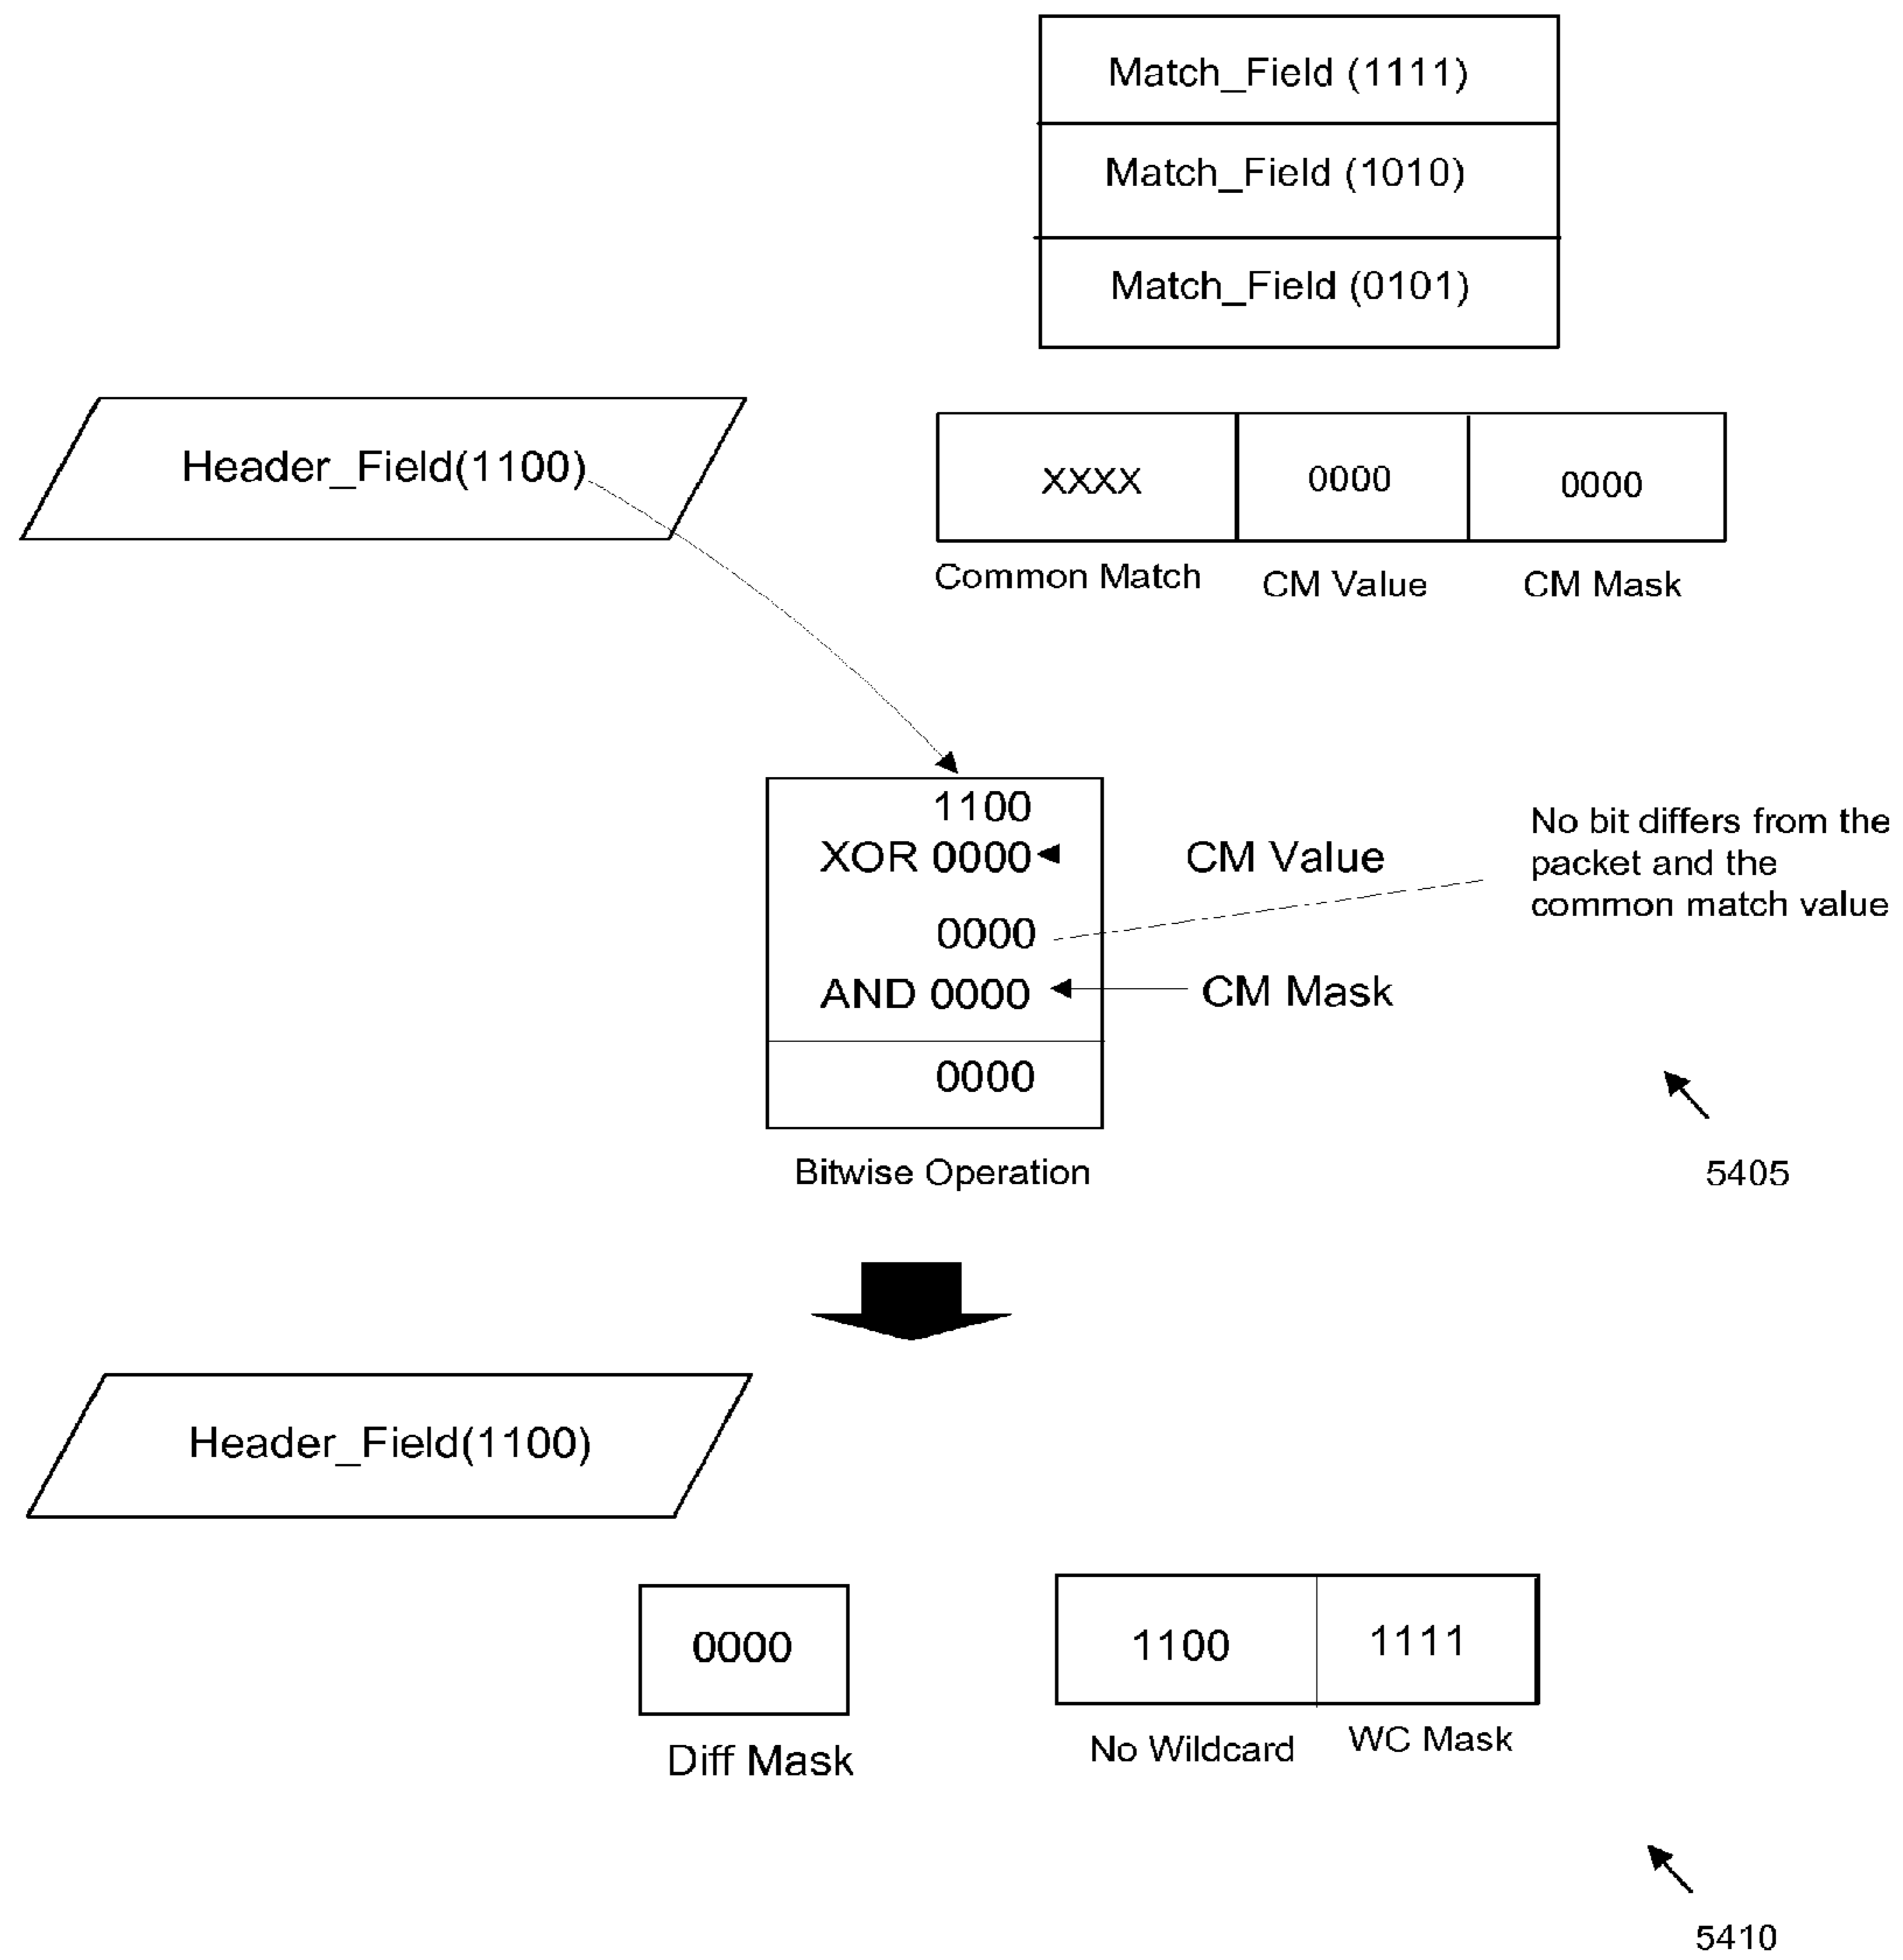 Match_Field (1111)
Match_Field (1010)
Match_Field (0101)
Header_Field(1100)
XXXX
0000
0000
Common Match
CM Value
CM Mask
1100
XOR 0000
CM Value
0000
AND 0000
CM Mask
0000
Bitwise Operation
No bit differs from the
packet and the
common match value
5405
Header_Field(1100)
0000
Diff Mask
1100
1111
No Wildcard
WC Mask
5410